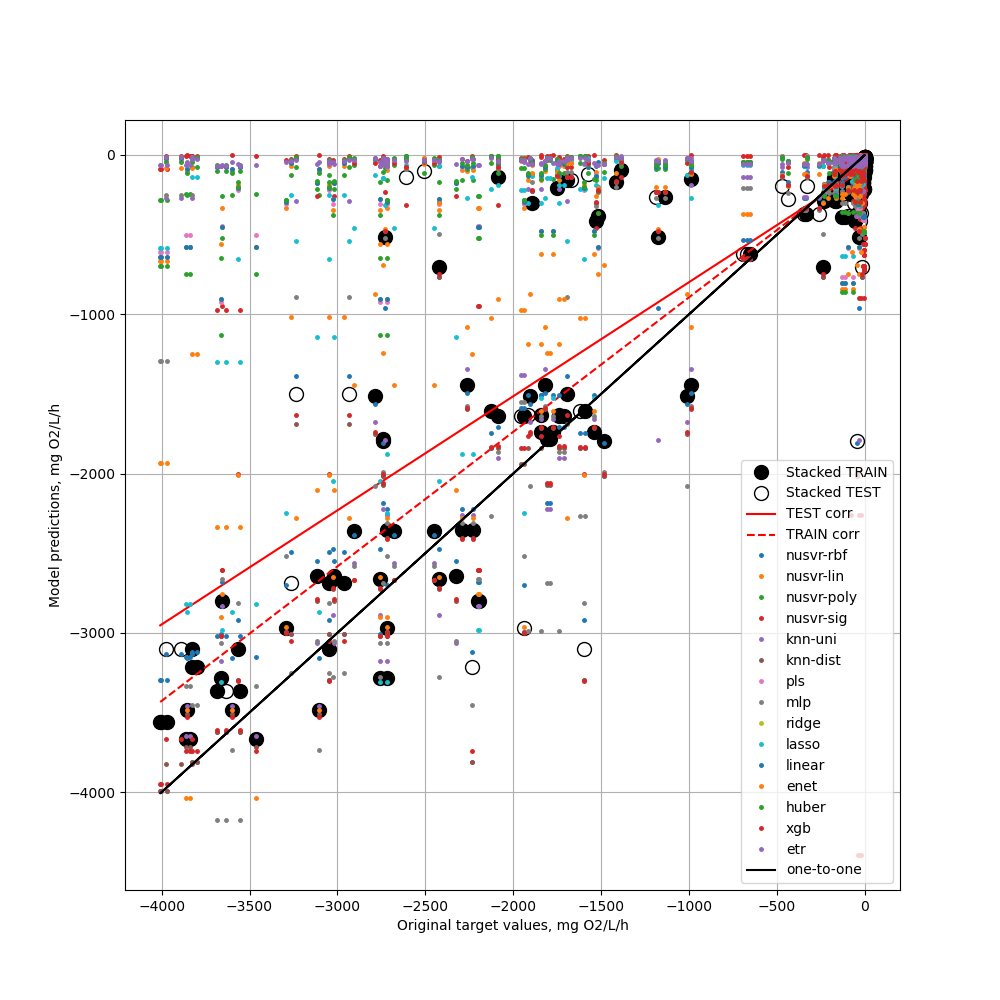 0
−1000
−2000
−3000
−4000
Model predictions, mg O2/L/h
−4000 −3500 −3000 −2500 −2000 −1500 −1000 −500 0
Original target values, mg O2/L/h
Stacked TRAIN
Stacked TEST
TEST corr
TRAIN corr
nusvr-rbf
nusvr-lin
nusvr-poly
nusvr-sig
knn-uni
knn-dist
pls
mlp
ridge
lasso
linear
enet
huber
xgb
etr
one-to-one